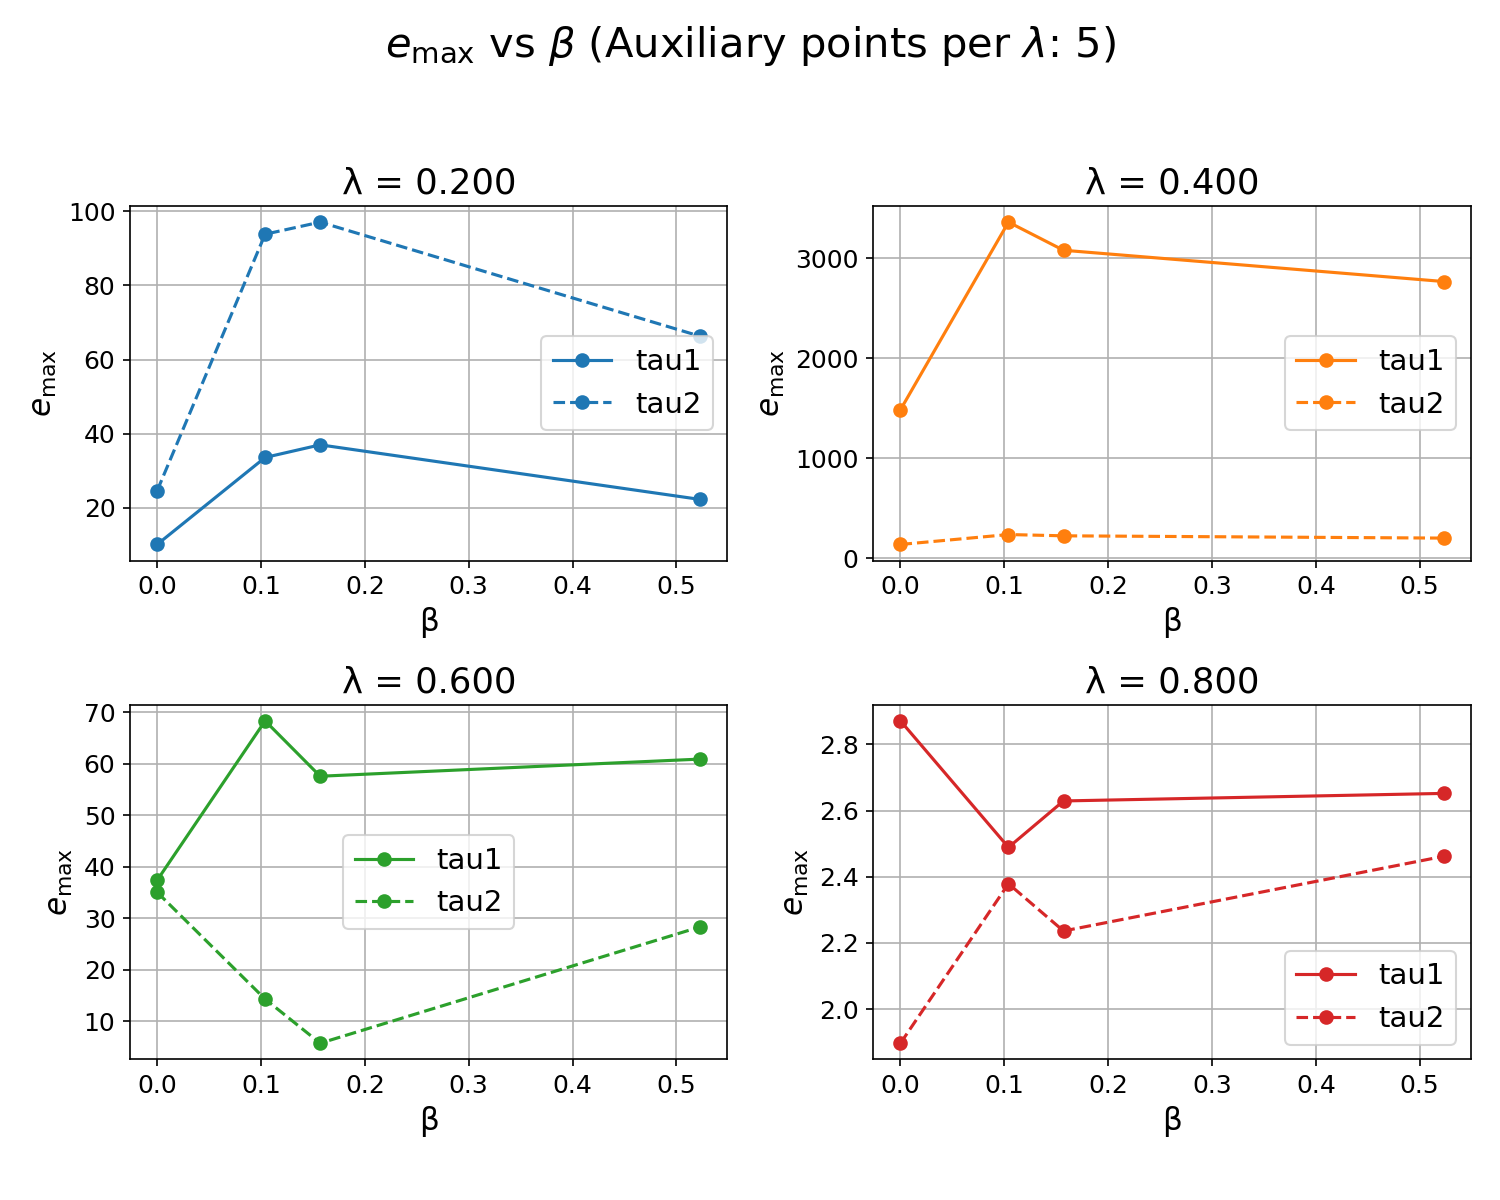 e_max vs β (Auxiliary points per λ: 5)
λ = 0.200
100
80
60
40
20
e_max
0.0 0.1 0.2 0.3 0.4 0.5
β
tau1
tau2
λ = 0.400
3000
2000
1000
0
e_max
0.0 0.1 0.2 0.3 0.4 0.5
β
tau1
tau2
λ = 0.600
70
60
50
40
30
20
10
e_max
0.0 0.1 0.2 0.3 0.4 0.5
β
tau1
tau2
λ = 0.800
2.8
2.6
2.4
2.2
2.0
e_max
0.0 0.1 0.2 0.3 0.4 0.5
β
tau1
tau2